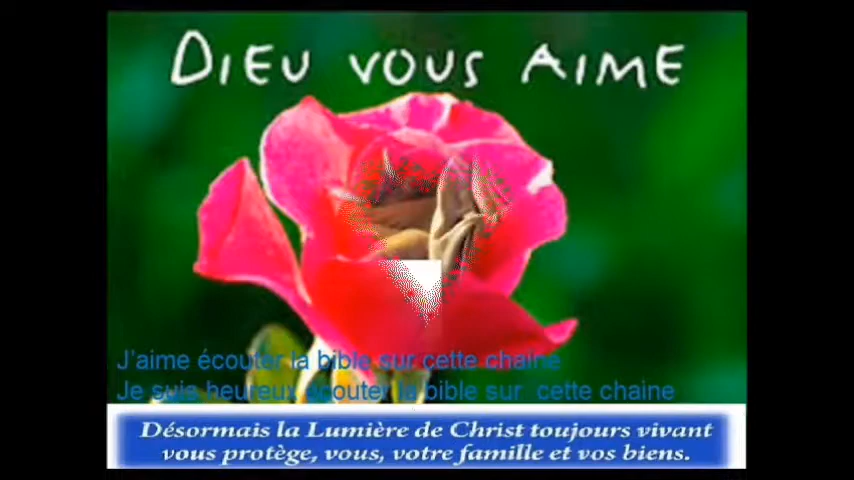 DIEU VOUS AIME
J'aime écouter la bible sur cette chaine
Je suis heureux écouter la bible sur cette chaine
Désormais la Lumière de Christ toujours vivant
vous protège, vous, votre famille et vos biens.